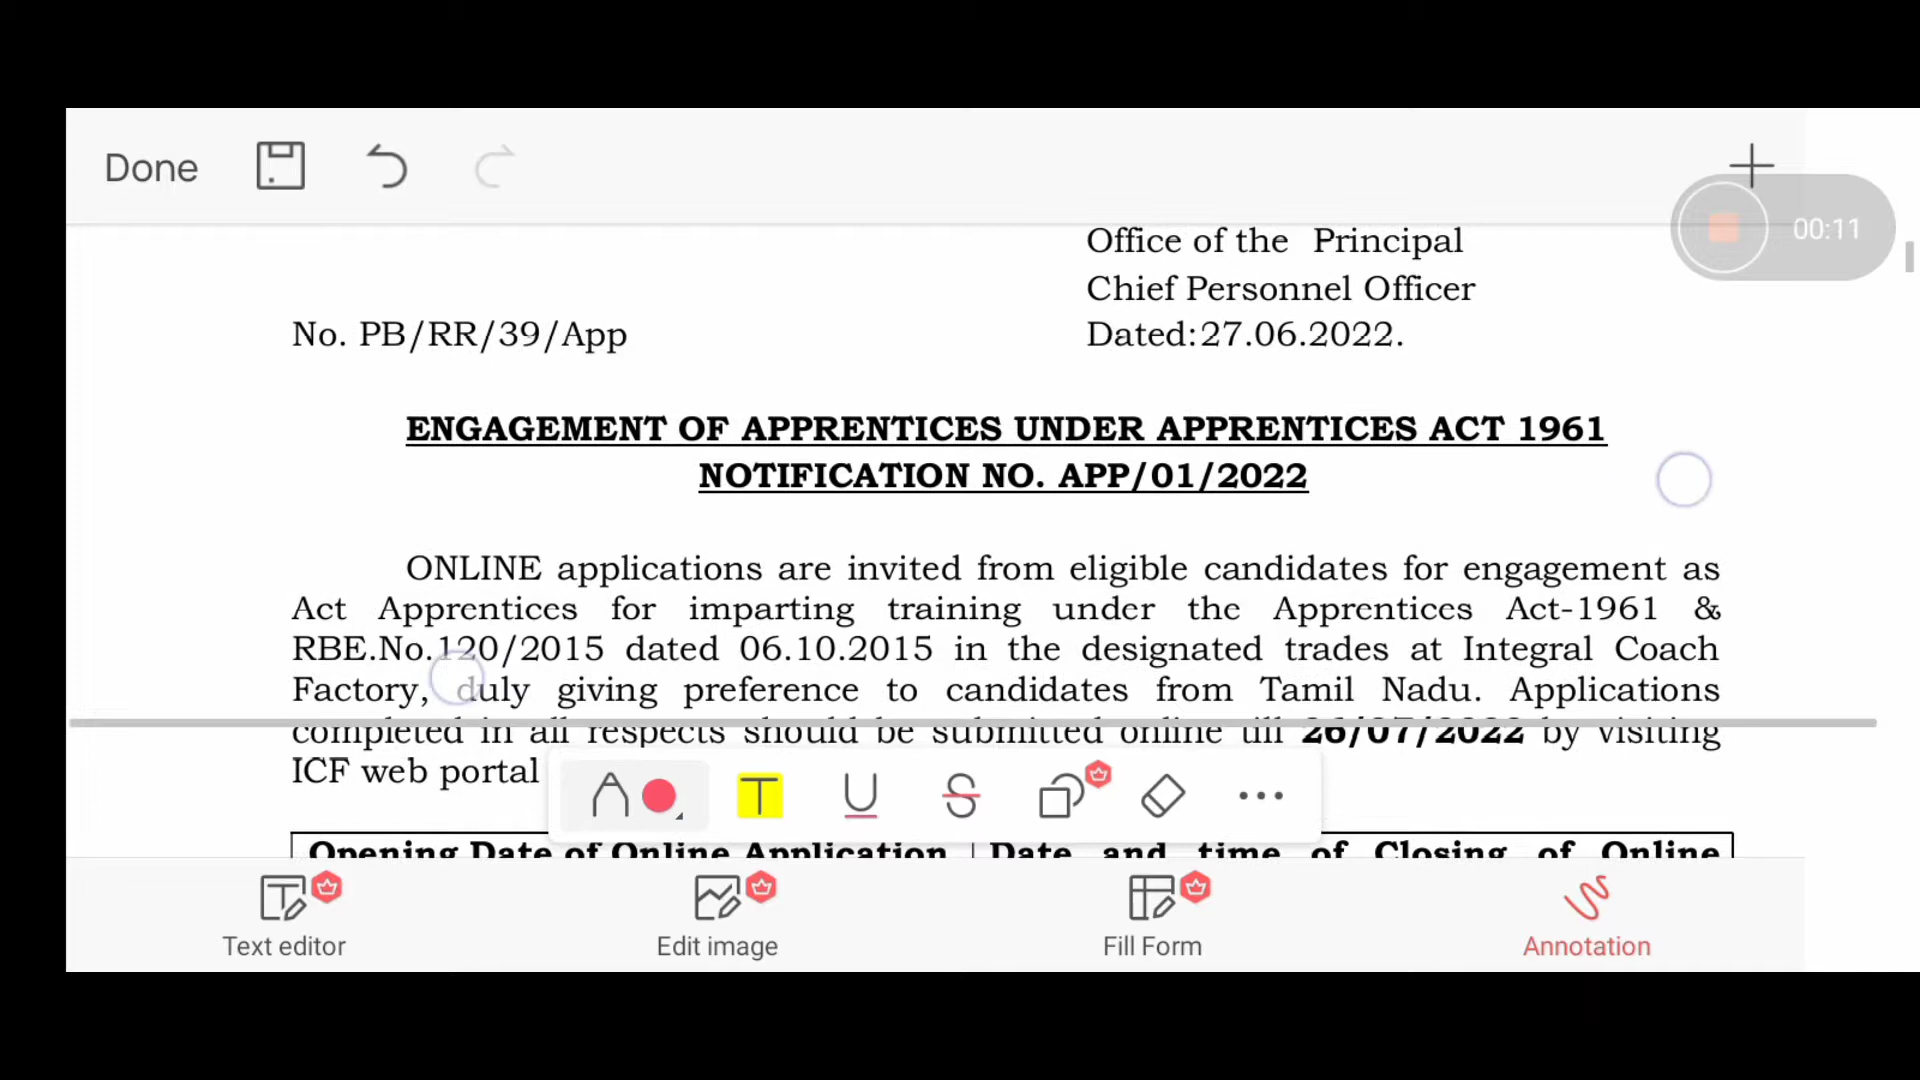 Done
00:11
Office of the Principal
Chief Personnel Officer
No. PB/RR/39/App
Dated:27.06.2022.
ENGAGEMENT OF APPRENTICES UNDER APPRENTICES ACT 1961
NOTIFICATION NO. APP/01/2022
ONLINE applications are invited from eligible candidates for engagement as
Act Apprentices for imparting training under the Apprentices Act-1961 &
RBE.No.120/2015 dated 06.10.2015 in the designated trades at Integral Coach
Factory, duly giving preference to candidates from Tamil Nadu. Applications
completed in all respects should be submitted online till 26/07/2022 by visiting
ICF web portal
Opening Date of Online Application | Date and time of Closing of Online
Text editor
Edit image
Fill Form
Annotation